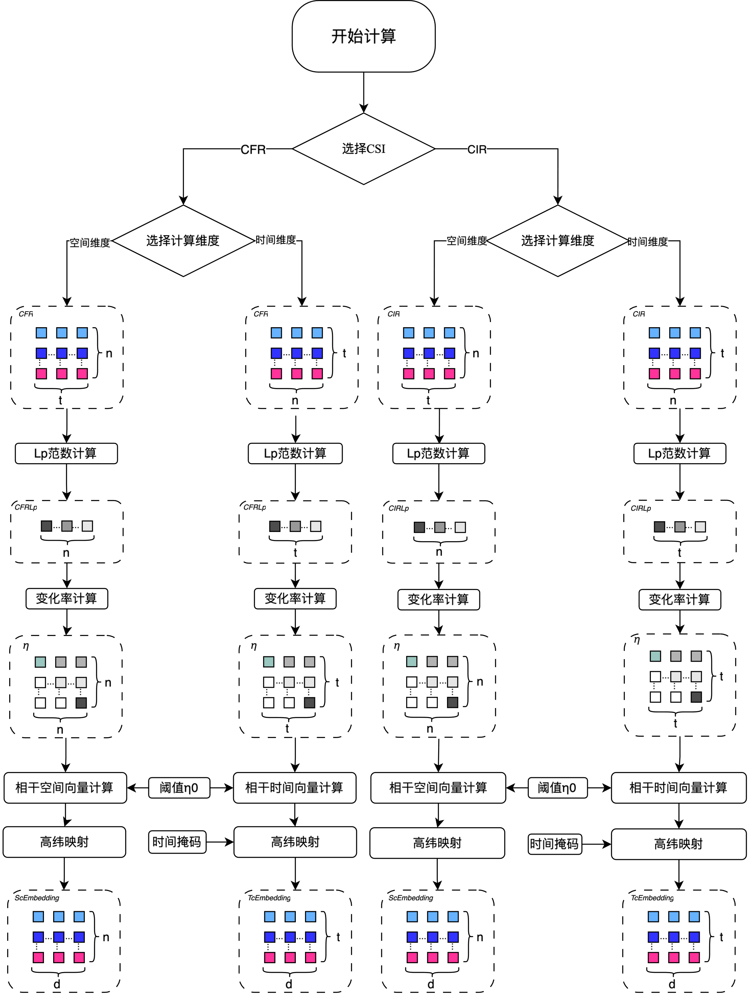 开始计算
选择CSI
CFR
CIR
选择计算维度
空间维度
时间维度
选择计算维度
空间维度
时间维度
CFR
n
t
CFR
t
n
CIR
n
t
CIR
t
n
Lp范数计算
Lp范数计算
Lp范数计算
Lp范数计算
CFRLp
n
CFRLp
t
CIRLp
n
CIRLp
t
变化率计算
变化率计算
变化率计算
变化率计算
η
n
n
η
t
t
η
n
n
η
t
t
相干空间向量计算
阈值η0
相干时间向量计算
相干空间向量计算
阈值η0
相干时间向量计算
高纬映射
时间掩码
高纬映射
高纬映射
时间掩码
高纬映射
ScEmbedding
n
d
TcEmbedding
t
d
ScEmbedding
n
d
TcEmbedding
t
d